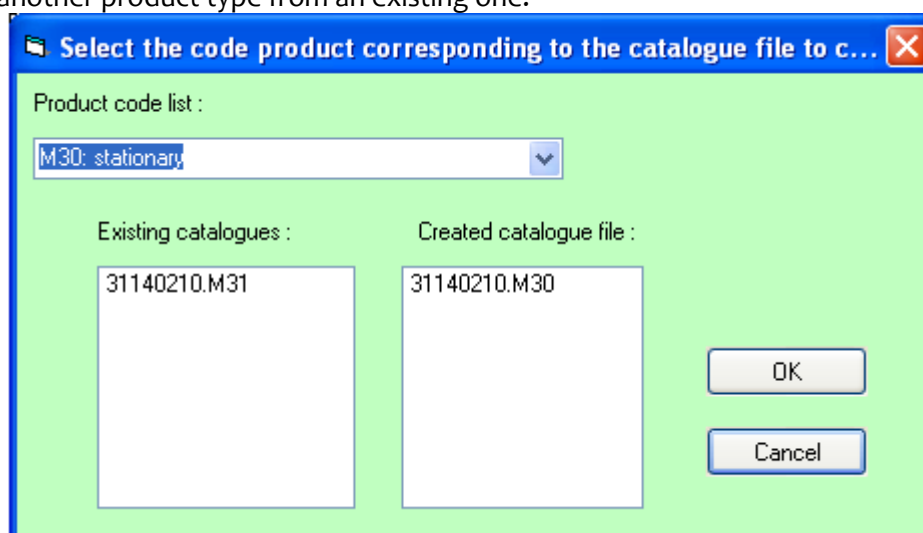 another product type from an existing one.
Select the code product corresponding to the catalogue file to c...
Product code list :
M30: stationary
Existing catalogues :
Created catalogue file :
31140210.M31
31140210.M30
OK
Cancel